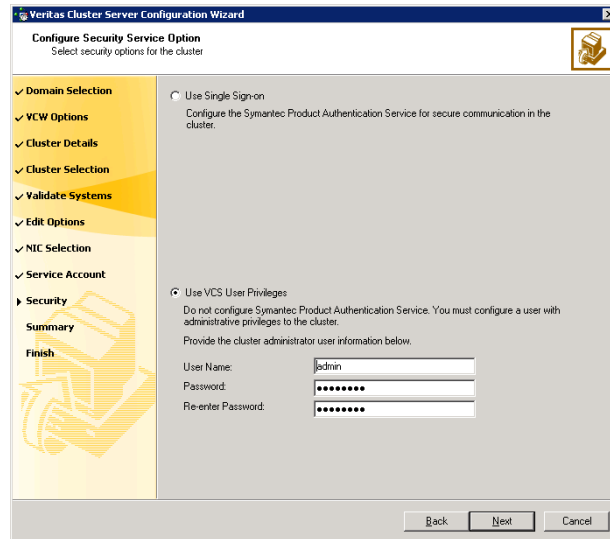 Veritas Cluster Server Configuration Wizard
Configure Security Service Option
Select security options for the cluster
Domain Selection
VCW Options
Cluster Details
Cluster Selection
Validate Systems
Edit Options
NIC Selection
Service Account
Security
Summary
Finish
Use Single Sign-on
Configure the Symantec Product Authentication Service for secure communication in the
cluster.
Use VCS User Privileges
Do not configure Symantec Product Authentication Service. You must configure a user with
administrative privileges to the cluster.
Provide the cluster administrator user information below.
User Name: admin
Password: ●●●●●●●●
Re-enter Password: ●●●●●●●●
Back Next Cancel